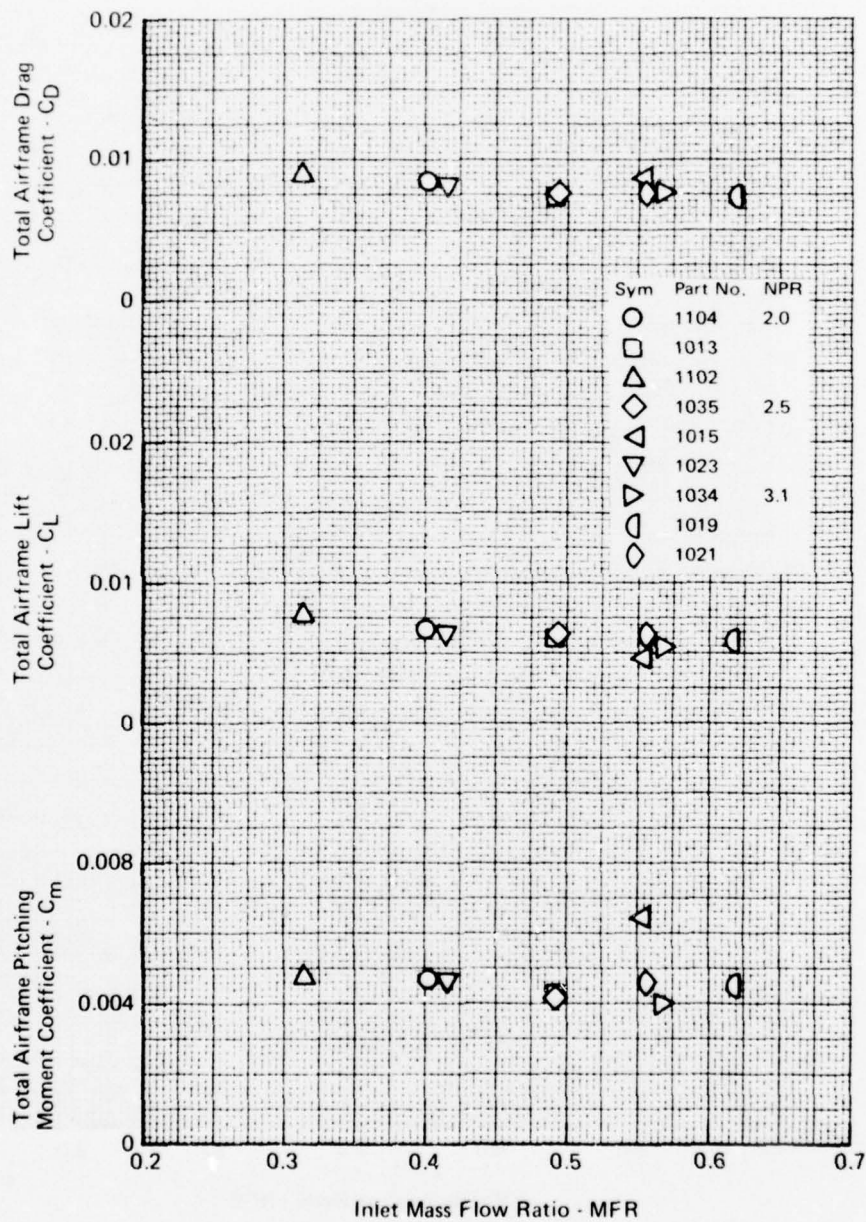 0.02
Total Airframe Drag
Coefficient - C_D
0.01
0
Sym Part No. NPR
1104 2.0
1013
1102
1035 2.5
1015
1023
1034 3.1
1019
1021
0.02
Total Airframe Lift
Coefficient - C_L
0.01
0
0.008
Total Airframe Pitching
Moment Coefficient - C_m
0.004
0
0.2 0.3 0.4 0.5 0.6 0.7
Inlet Mass Flow Ratio - MFR